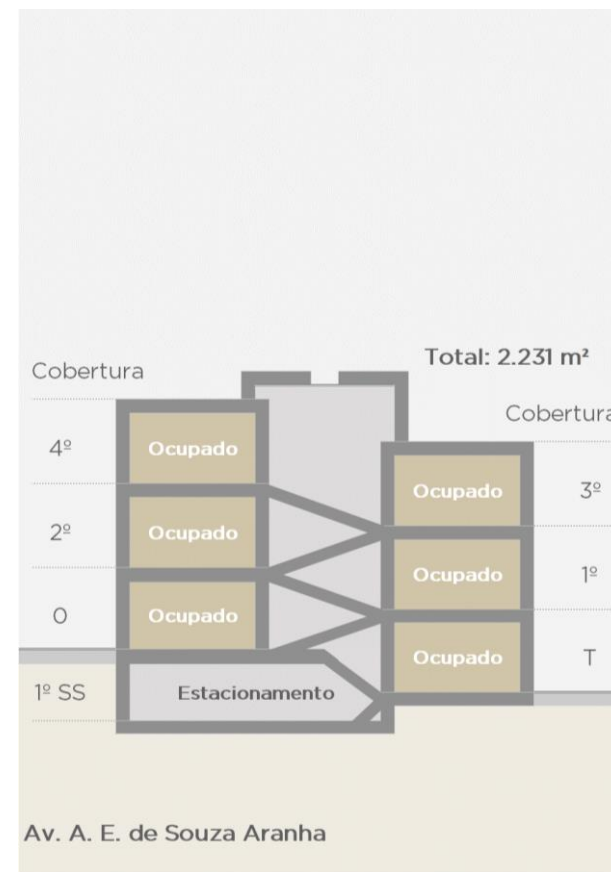 Total: 2.231 m²
Cobertura
Cobertura
4º
Ocupado
Ocupado
3º
2º
Ocupado
Ocupado
1º
0
Ocupado
Ocupado
T
1º SS
Estacionamento
Av. A. E. de Souza Aranha